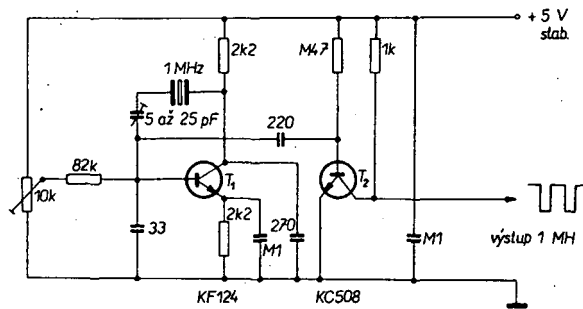 + 5 V
stab.
2k2
M47
1k
1 MHz
5 až 25 pF
220
82k
T1
T2
10k
33
2k2
M1
270
M1
výstup 1 MH
KF124
KC508